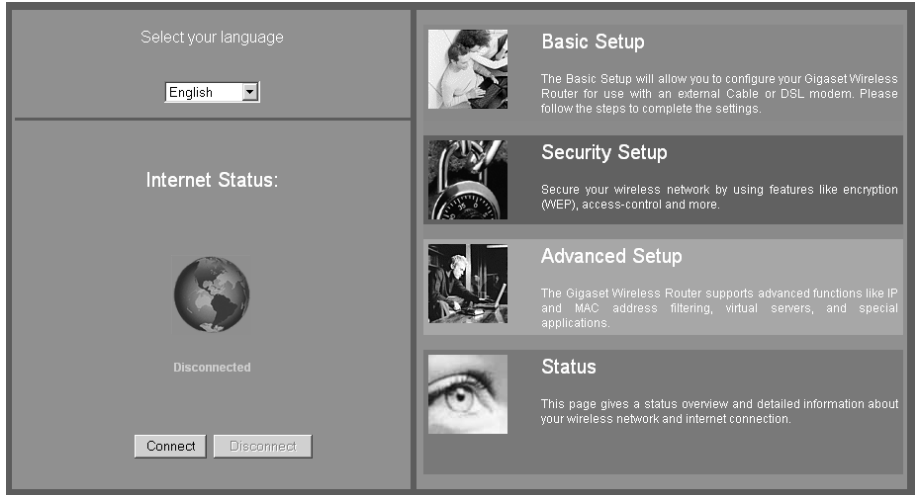 Select your language
English
Internet Status:
Disconnected
Connect
Disconnect
Basic Setup
The Basic Setup will allow you to configure your Gigaset Wireless
Router for use with an external Cable or DSL modem. Please
follow the steps to complete the settings.
Security Setup
Secure your wireless network by using features like encryption
(WEP), access-control and more.
Advanced Setup
The Gigaset Wireless Router supports advanced functions like IP
and MAC address filtering, virtual servers, and special
applications.
Status
This page gives a status overview and detailed information about
your wireless network and internet connection.